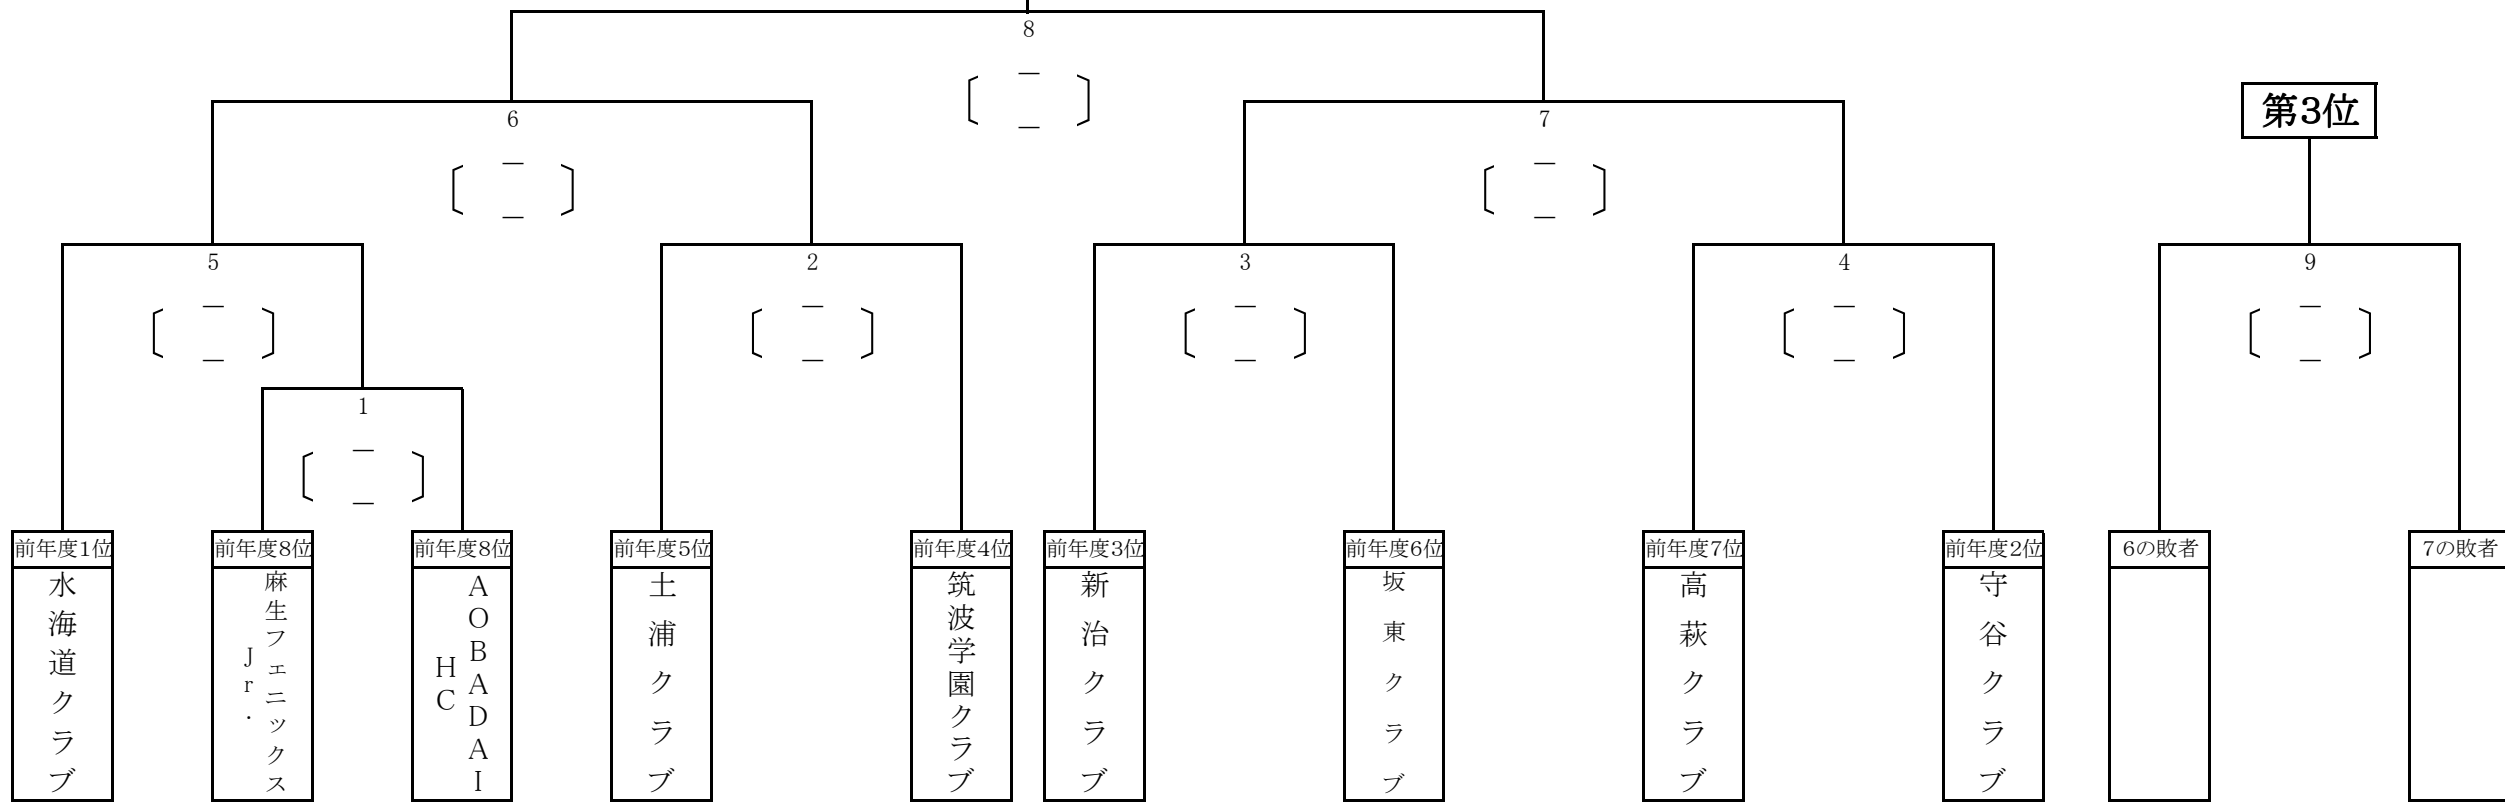 8
〔 － － 〕
第3位
6
〔 － － 〕
7
〔 － － 〕
5
〔 － － 〕
2
〔 － － 〕
3
〔 － － 〕
4
〔 － － 〕
9
〔 － － 〕
1
〔 － － 〕
前年度1位
水海道クラブ
前年度8位
麻生フェニックス
Jr.
前年度8位
AOBADAI
HC
前年度5位
土浦クラブ
前年度4位
筑波学園クラブ
前年度3位
新治クラブ
前年度6位
坂東クラブ
前年度7位
高萩クラブ
前年度2位
守谷クラブ
6の敗者
7の敗者